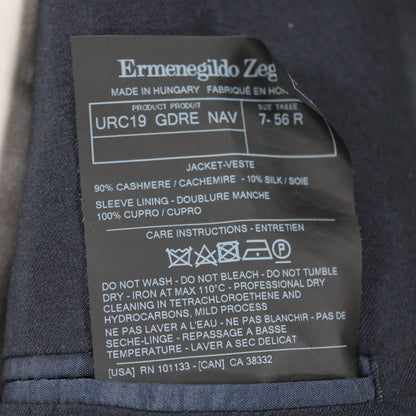 Ermenegildo Zeg
MADE IN HUNGARY FABRIQUÉ EN HON
PRODUCT PRODUIT
SIZE TAILLE
URC19 GDRE NAV
7- 56 R
JACKET-VESTE
90% CASHMERE / CACHEMIRE - 10% SILK / SOIE
SLEEVE LINING - DOUBLURE MANCHE
100% CUPRO / CUPRO
CARE INSTRUCTIONS - ENTRETIEN
DO NOT WASH - DO NOT BLEACH - DO NOT TUMBLE
DRY - IRON AT MAX 110°C - PROFESSIONAL DRY
CLEANING IN TETRACHLOROETHENE AND
HYDROCARBONS, MILD PROCESS
NE PAS LAVER A L'EAU - NE PAS BLANCHIR - PAS DE
SECHE-LINGE - REPASSAGE A BASSE
TEMPERATURE - LAVER A SEC DELICAT
[USA] RN 101133 - [CAN] CA 38332